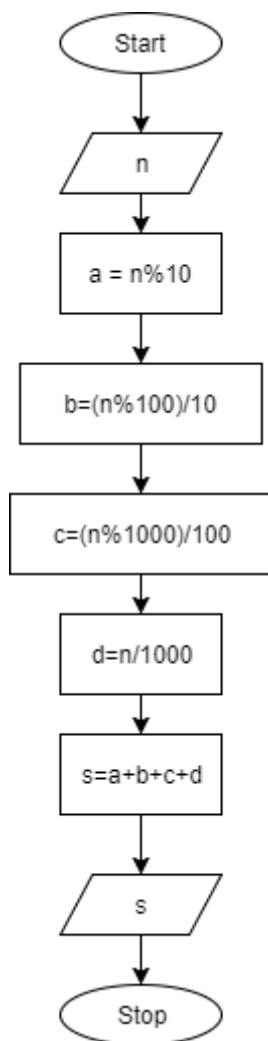 Start
n
a = n%10
b=(n%100)/10
c=(n%1000)/100
d=n/1000
s=a+b+c+d
s
Stop